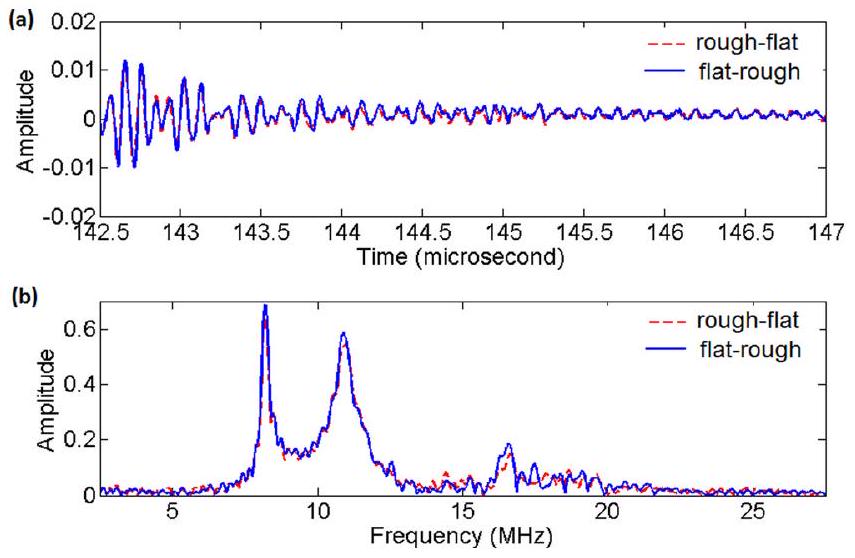 (a)
0.02
0.01
0
-0.01
-0.02
Amplitude
rough-flat
flat-rough
142.5 143 143.5 144 144.5 145 145.5 146 146.5 147
Time (microsecond)
(b)
0.6
0.4
0.2
0
Amplitude
rough-flat
flat-rough
5 10 15 20 25
Frequency (MHz)